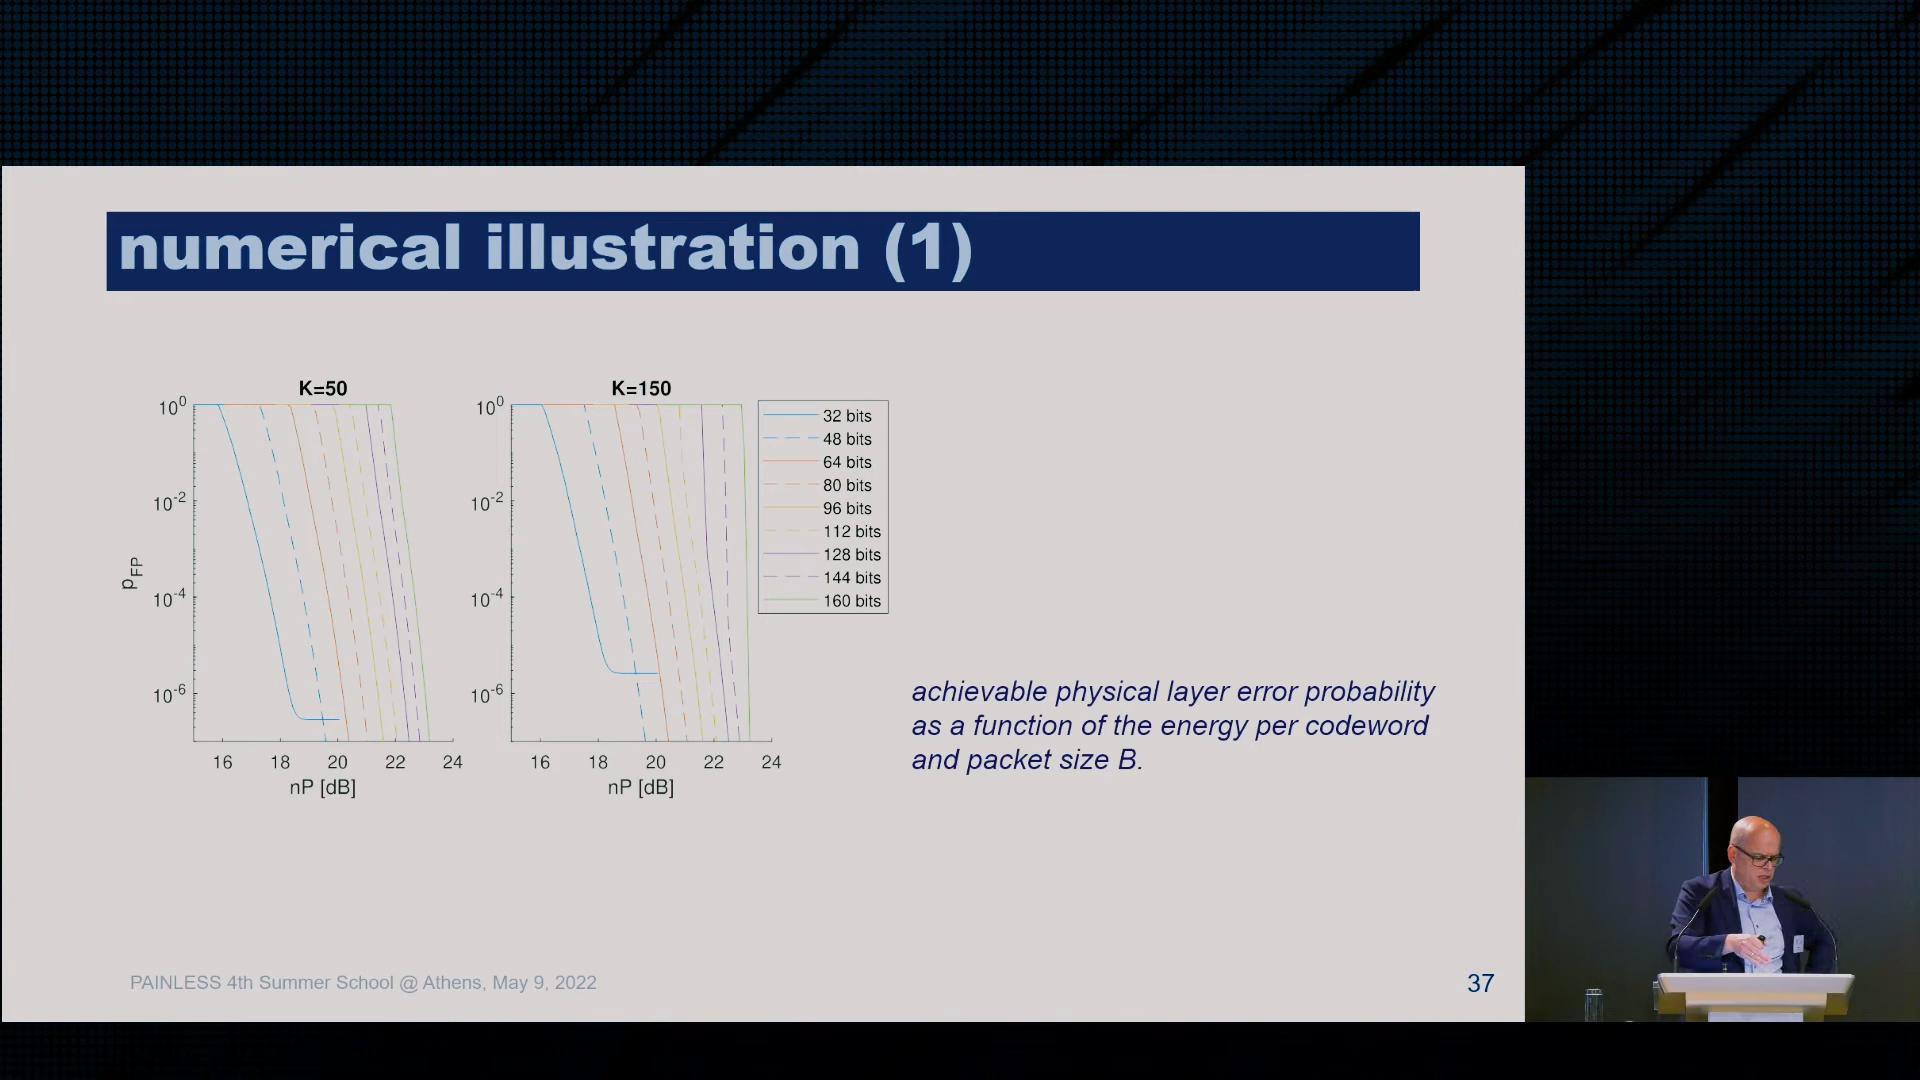 numerical illustration (1)
K=50
10^0
10^-2
10^-4
10^-6
p_FP
16 18 20 22 24
nP [dB]
K=150
10^0
10^-2
10^-4
10^-6
16 18 20 22 24
nP [dB]
32 bits
48 bits
64 bits
80 bits
96 bits
112 bits
128 bits
144 bits
160 bits
achievable physical layer error probability
as a function of the energy per codeword
and packet size B.
PAINLESS 4th Summer School @ Athens, May 9, 2022
37